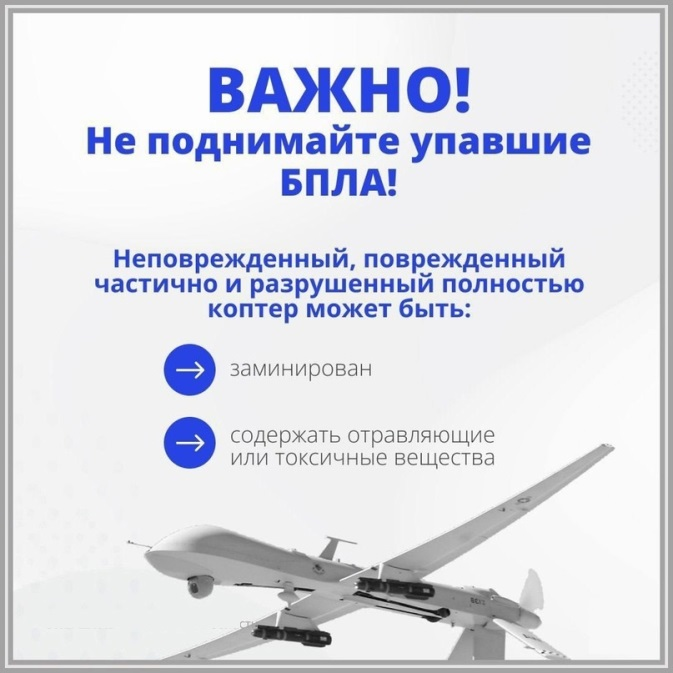 ВАЖНО!
Не поднимайте упавшие
БПЛА!
Неповрежденный, поврежденный
частично и разрушенный полностью
коптер может быть:
заминирован
содержать отравляющие
или токсичные вещества